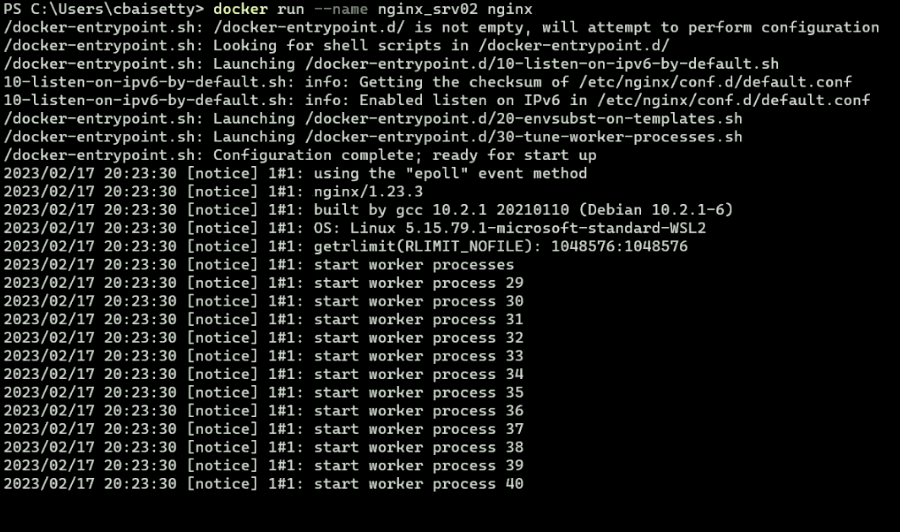 PS C:\Users\cbaisetty> docker run --name nginx_srv02 nginx
/docker-entrypoint.sh: /docker-entrypoint.d/ is not empty, will attempt to perform configuration
/docker-entrypoint.sh: Looking for shell scripts in /docker-entrypoint.d/
/docker-entrypoint.sh: Launching /docker-entrypoint.d/10-listen-on-ipv6-by-default.sh
10-listen-on-ipv6-by-default.sh: info: Getting the checksum of /etc/nginx/conf.d/default.conf
10-listen-on-ipv6-by-default.sh: info: Enabled listen on IPv6 in /etc/nginx/conf.d/default.conf
/docker-entrypoint.sh: Launching /docker-entrypoint.d/20-envsubst-on-templates.sh
/docker-entrypoint.sh: Launching /docker-entrypoint.d/30-tune-worker-processes.sh
/docker-entrypoint.sh: Configuration complete; ready for start up
2023/02/17 20:23:30 [notice] 1#1: using the "epoll" event method
2023/02/17 20:23:30 [notice] 1#1: nginx/1.23.3
2023/02/17 20:23:30 [notice] 1#1: built by gcc 10.2.1 20210110 (Debian 10.2.1-6)
2023/02/17 20:23:30 [notice] 1#1: OS: Linux 5.15.79.1-microsoft-standard-WSL2
2023/02/17 20:23:30 [notice] 1#1: getrlimit(RLIMIT_NOFILE): 1048576:1048576
2023/02/17 20:23:30 [notice] 1#1: start worker processes
2023/02/17 20:23:30 [notice] 1#1: start worker process 29
2023/02/17 20:23:30 [notice] 1#1: start worker process 30
2023/02/17 20:23:30 [notice] 1#1: start worker process 31
2023/02/17 20:23:30 [notice] 1#1: start worker process 32
2023/02/17 20:23:30 [notice] 1#1: start worker process 33
2023/02/17 20:23:30 [notice] 1#1: start worker process 34
2023/02/17 20:23:30 [notice] 1#1: start worker process 35
2023/02/17 20:23:30 [notice] 1#1: start worker process 36
2023/02/17 20:23:30 [notice] 1#1: start worker process 37
2023/02/17 20:23:30 [notice] 1#1: start worker process 38
2023/02/17 20:23:30 [notice] 1#1: start worker process 39
2023/02/17 20:23:30 [notice] 1#1: start worker process 40